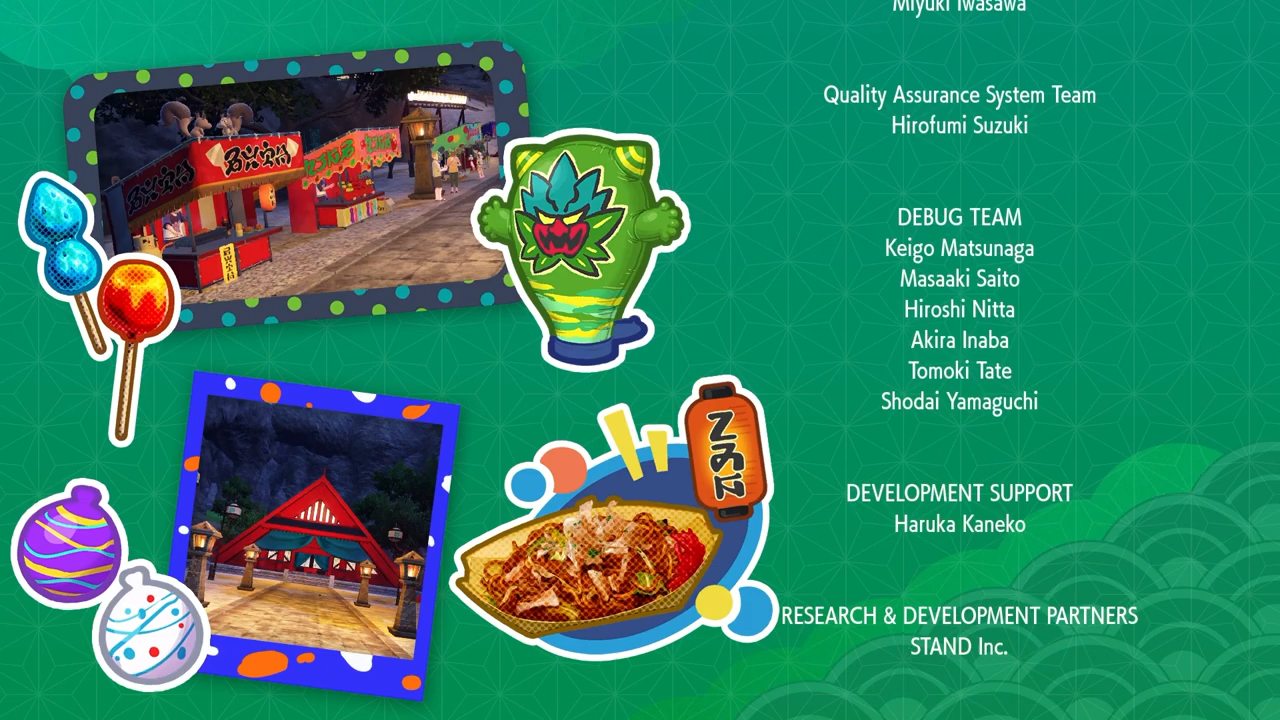 Miyuki Iwasawa
Quality Assurance System Team
Hirofumi Suzuki
DEBUG TEAM
Keigo Matsunaga
Masaaki Saito
Hiroshi Nitta
Akira Inaba
Tomoki Tate
Shodai Yamaguchi
DEVELOPMENT SUPPORT
Haruka Kaneko
RESEARCH & DEVELOPMENT PARTNERS
STAND Inc.